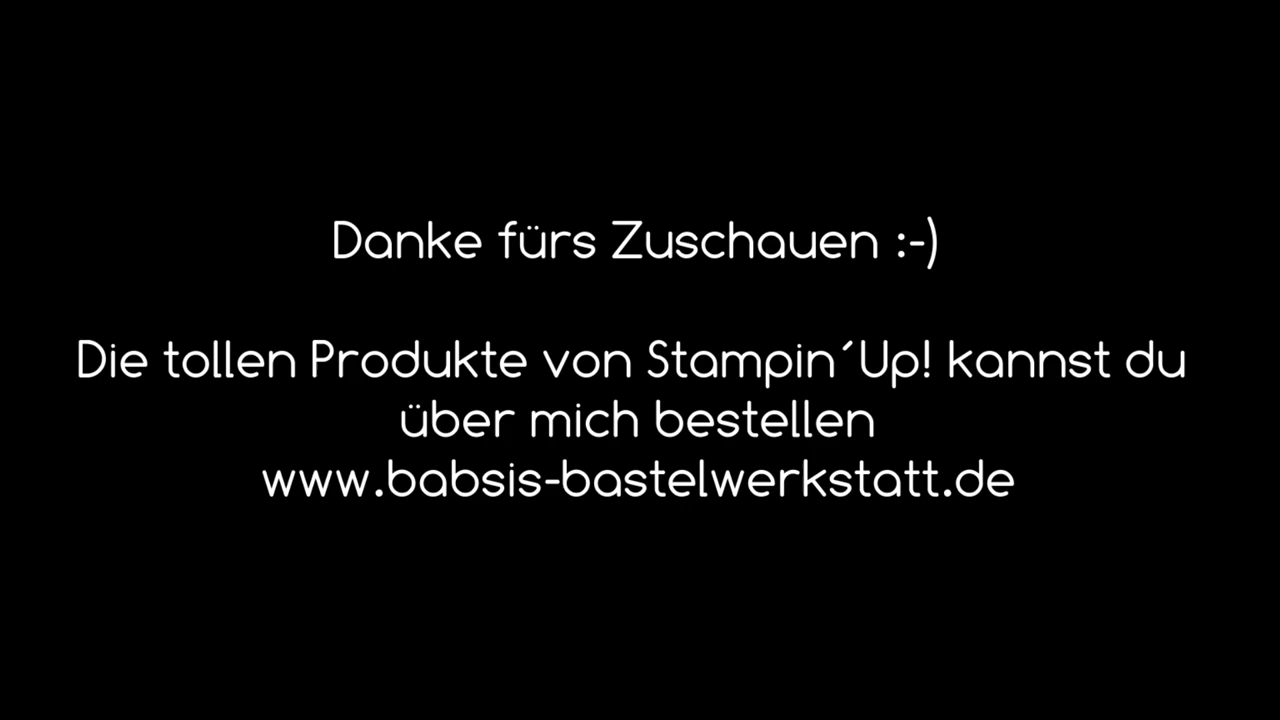 Danke fürs Zuschauen :-)
Die tollen Produkte von Stampin´Up! kannst du
über mich bestellen
www.babsis-bastelwerkstatt.de